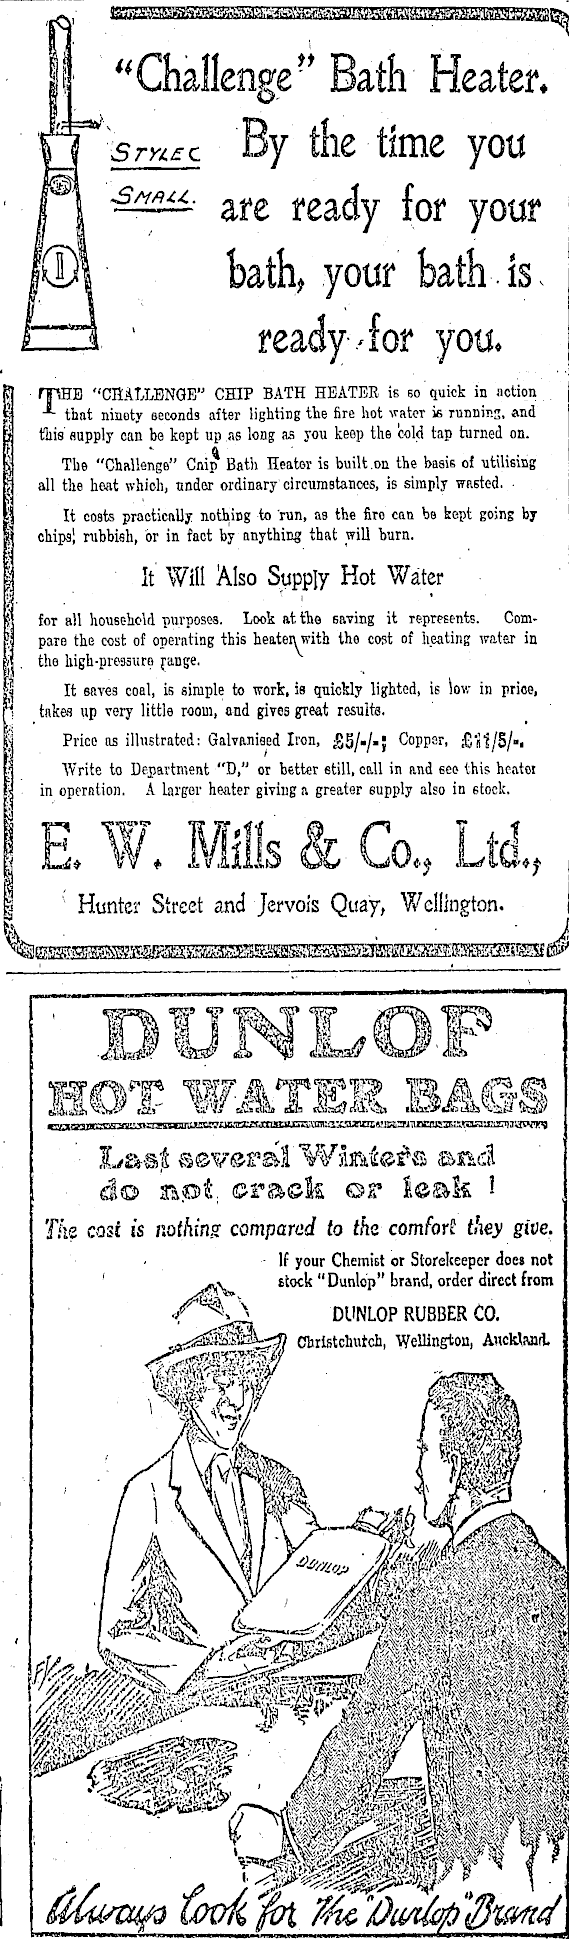 "Challenge" Bath Heater.
STYLE C
SMALL.
By the time you
are ready for your
bath, your bath is
ready for you.
THE "CHALLENGE" CHIP BATH HEATER is so quick in action
that ninety seconds after lighting the fire hot water is running, and
this supply can be kept up as long as you keep the cold tap turned on.
The "Challenge" Chip Bath Heater is built on the basis of utilising
all the heat which, under ordinary circumstances, is simply wasted.
It costs practically nothing to run, as the fire can be kept going by
chips, rubbish, or in fact by anything that will burn.
It Will Also Supply Hot Water
for all household purposes. Look at the saving it represents. Com-
pare the cost of operating this heater with the cost of heating water in
the high-pressure range.
It saves coal, is simple to work, is quickly lighted, is low in price,
takes up very little room, and gives great results.
Price as illustrated: Galvanised Iron, £5/-/-; Copper, £11/5/-.
Write to Department "D," or better still, call in and see this heater
in operation. A larger heater giving a greater supply also in stock.
E. W. Mills & Co., Ltd.,
Hunter Street and Jervois Quay, Wellington.
DUNLOP
HOT WATER BAGS
Last several Winters and
do not crack or leak !
The cost is nothing compared to the comfort they give.
If your Chemist or Storekeeper does not
stock "Dunlop" brand, order direct from
DUNLOP RUBBER CO.
Christchurch, Wellington, Auckland.
DUNLOP
Always look for The "Dunlop" Brand